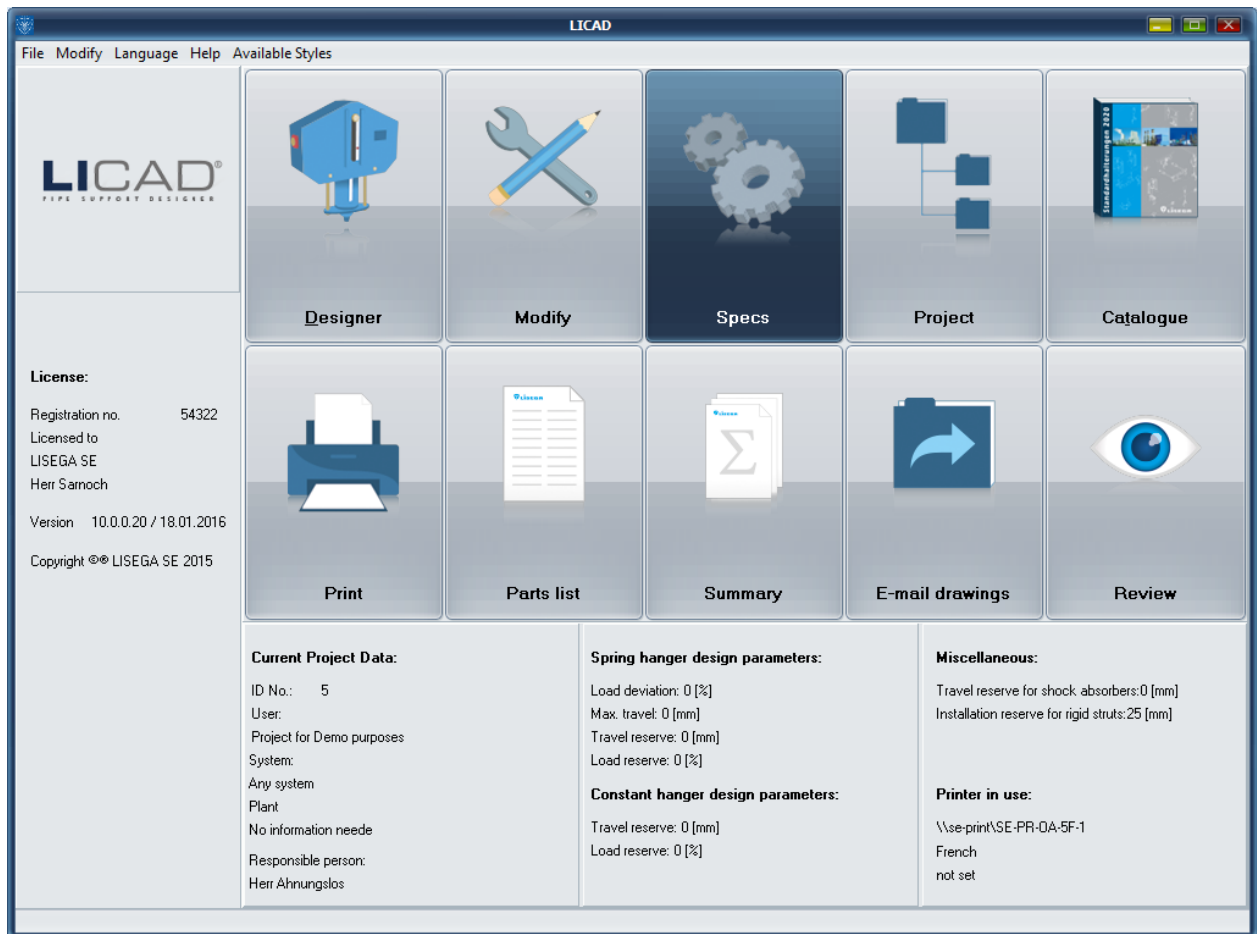 LICAD
File Modify Language Help Available Styles
LICAD®
PIPE SUPPORT DESIGNER
Designer
Modify
Specs
Project
Standardhalterungen 2020
LISEGA
Catalogue
Print
LISEGA
Parts list
LISEGA
Σ
Summary
E-mail drawings
Review
License:
Registration no. 54322
Licensed to
LISEGA SE
Herr Sarnoch
Version 10.0.0.20 / 18.01.2016
Copyright ©® LISEGA SE 2015
Current Project Data:
ID No.: 5
User:
Project for Demo purposes
System:
Any system
Plant
No information neede
Responsible person:
Herr Ahnungslos
Spring hanger design parameters:
Load deviation: 0 [%]
Max. travel: 0 [mm]
Travel reserve: 0 [mm]
Load reserve: 0 [%]
Constant hanger design parameters:
Travel reserve: 0 [mm]
Load reserve: 0 [%]
Miscellaneous:
Travel reserve for shock absorbers:0 [mm]
Installation reserve for rigid struts:25 [mm]
Printer in use:
\\se-print\SE-PR-OA-5F-1
French
not set